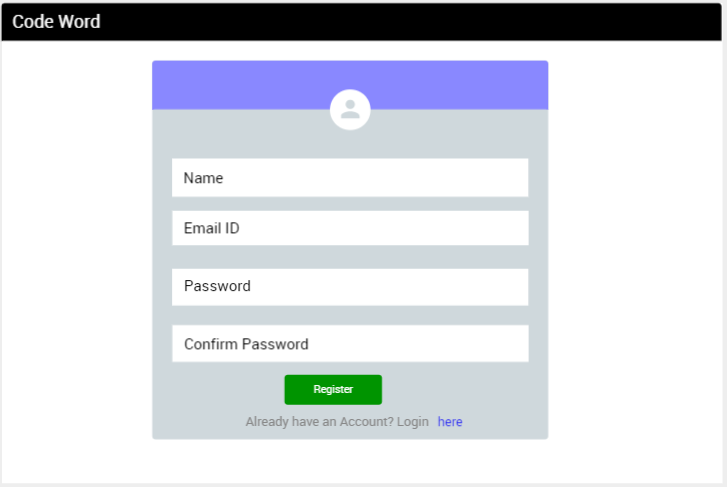 Code Word
Name
Email ID
Password
Confirm Password
Register
Already have an Account? Login here